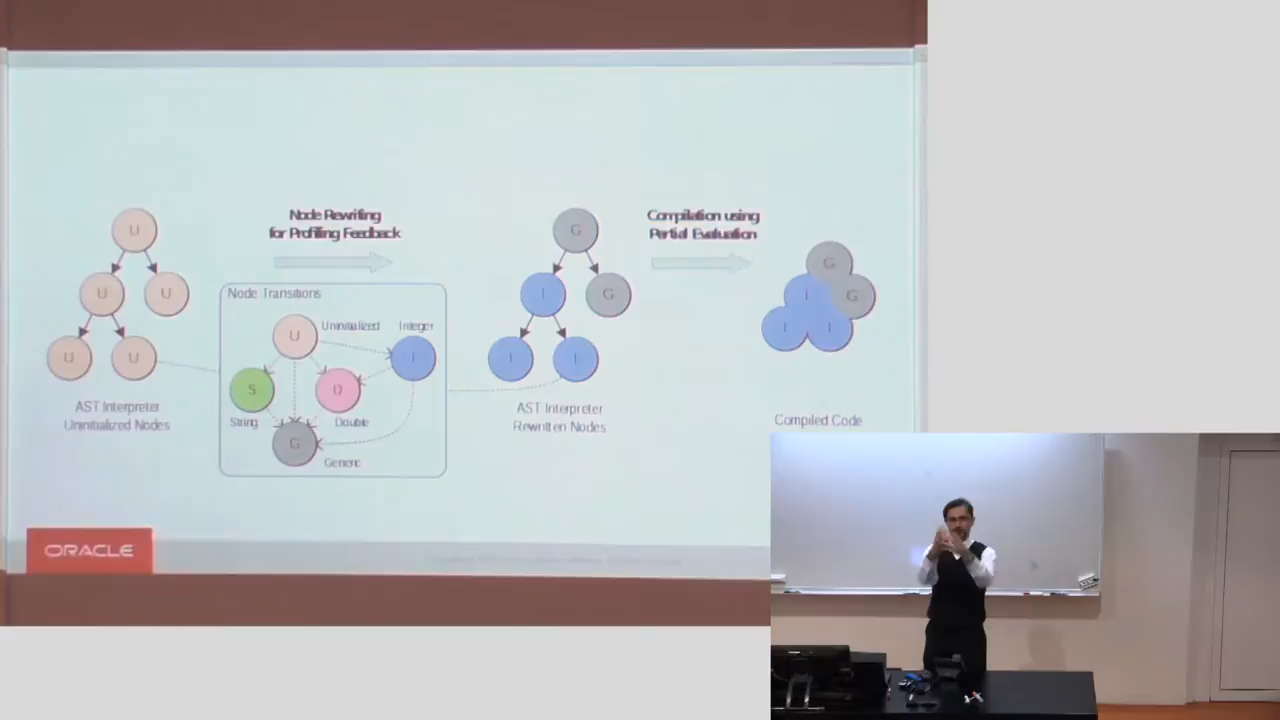 Node Rewriting
for Profiling Feedback
Compilation using
Partial Evaluation
U
U
U
U
U
AST Interpreter
Uninitialized Nodes
Node Transitions
U
Uninitialized
Integer
I
S
D
String
Double
G
Generic
G
I
G
I
I
AST Interpreter
Rewritten Nodes
G
I
G
I
I
Compiled Code
ORACLE